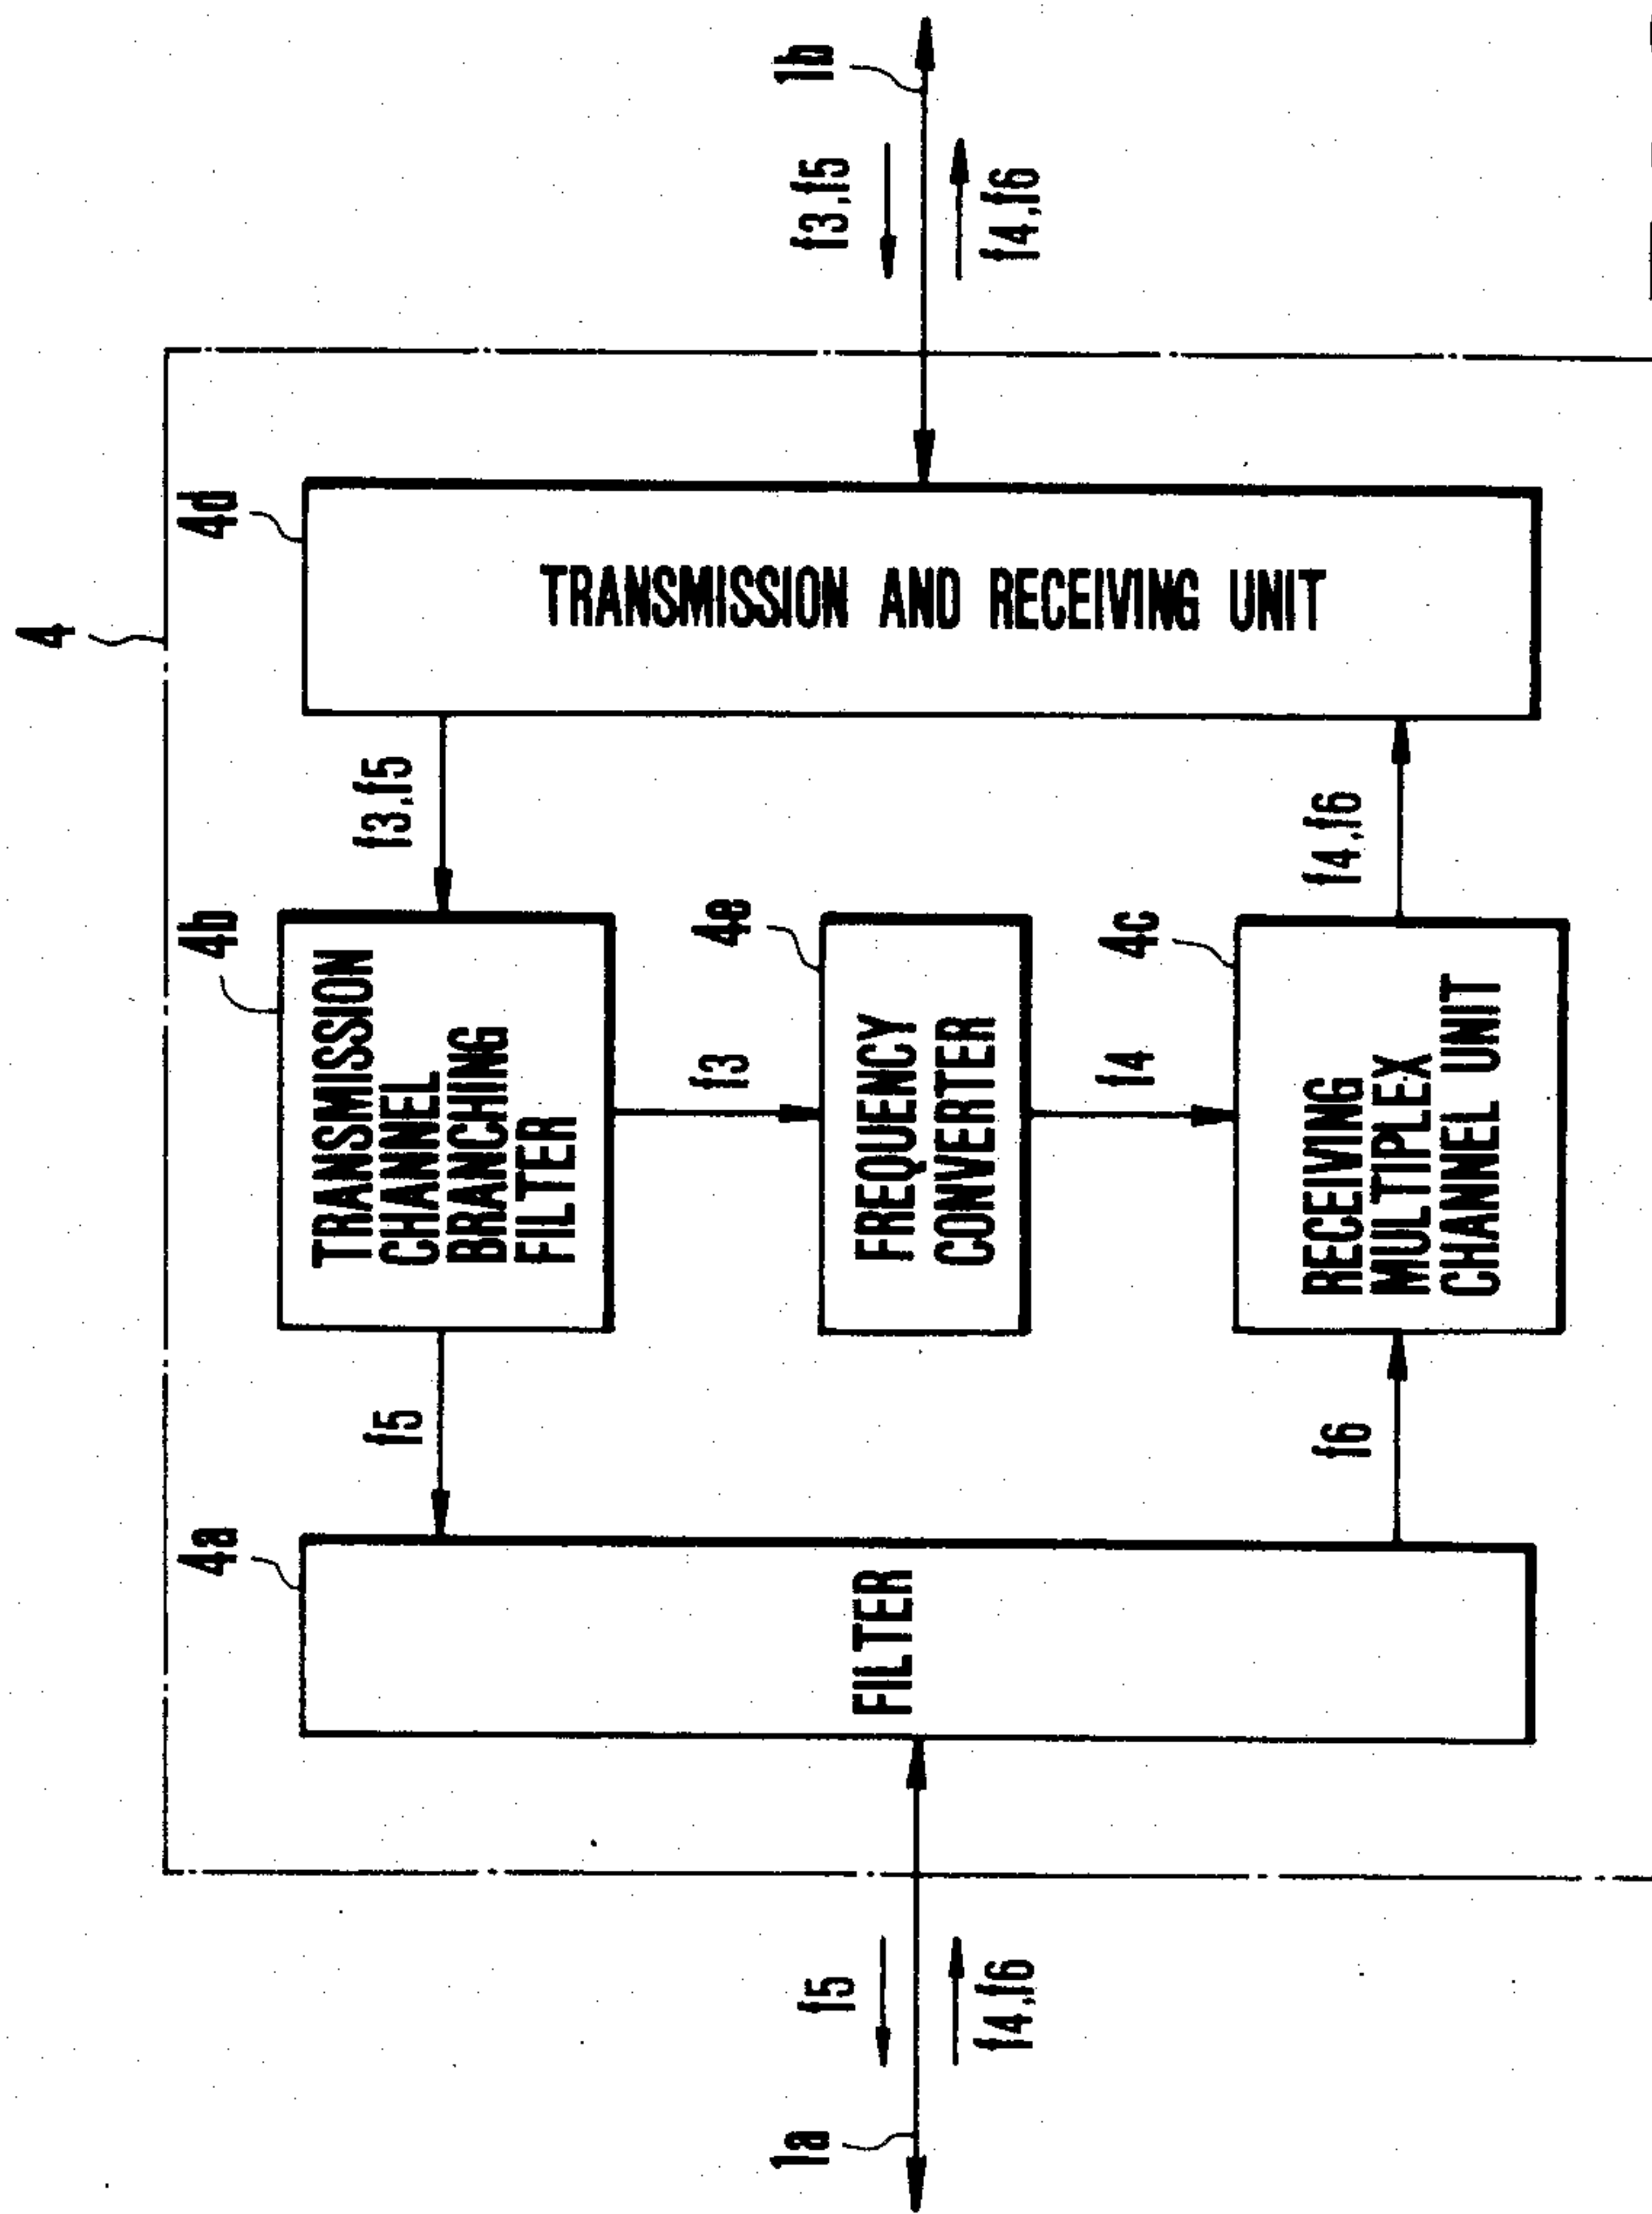 4
4a
FILTER
4b
TRANSMISSION
CHANNEL
BRANCHING
FILTER
4d
TRANSMISSION AND RECEIVING UNIT
4e
FREQUENCY
CONVERTER
4c
RECEIVING
MULTIPLEX
CHANNEL UNIT
f5
f3,f5
f3
f4
f6
f4,f6
1a
f5
f4,f6
1b
f3,f5
f4,f6